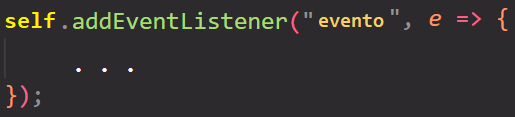 self.addEventListener("evento", e => {
. . .
});